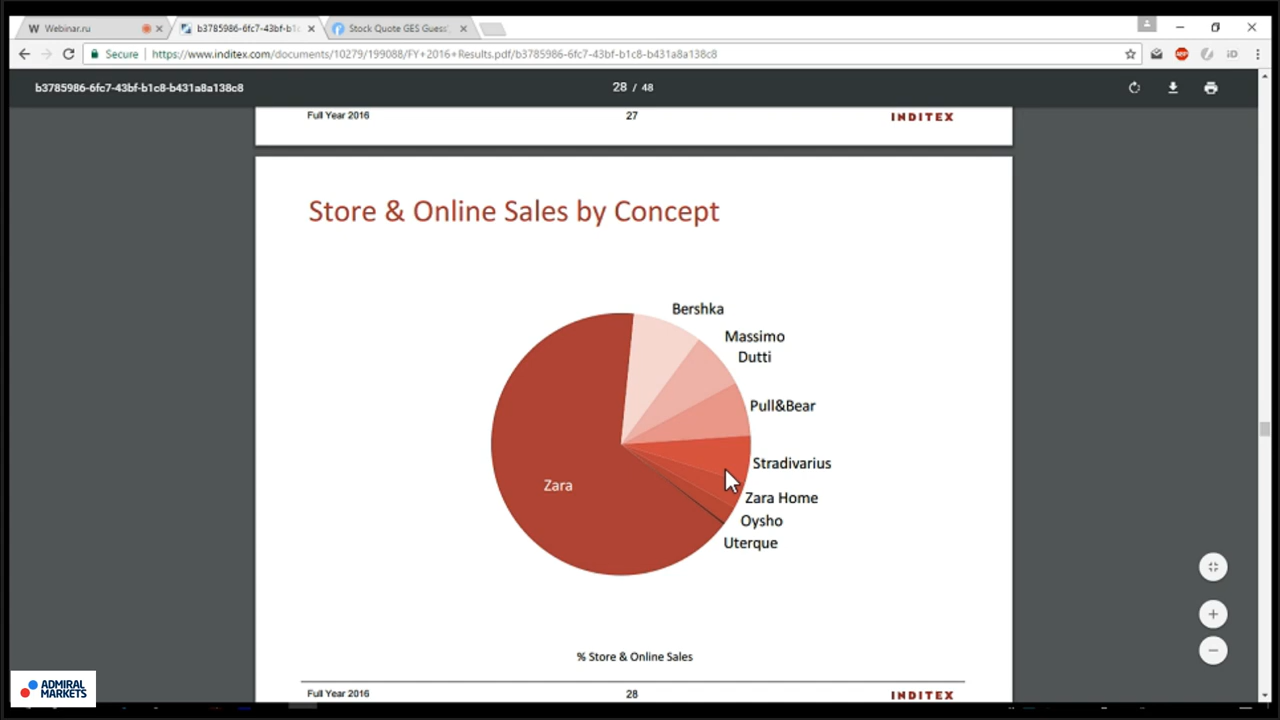 Webinar.ru
b3785986-6fc7-43bf-b1c
Stock Quote GES Guess
Secure
https://www.inditex.com/documents/10279/199088/FY+2016+Results.pdf/b3785986-6fc7-43bf-b1c8-b431a8a138c8
b3785986-6fc7-43bf-b1c8-b431a8a138c8
28 / 48
Full Year 2016
27
INDITEX
Store & Online Sales by Concept
Bershka
Massimo
Dutti
Pull&Bear
Stradivarius
Zara
Zara Home
Oysho
Uterque
% Store & Online Sales
Full Year 2016
28
INDITEX
ADMIRAL
MARKETS